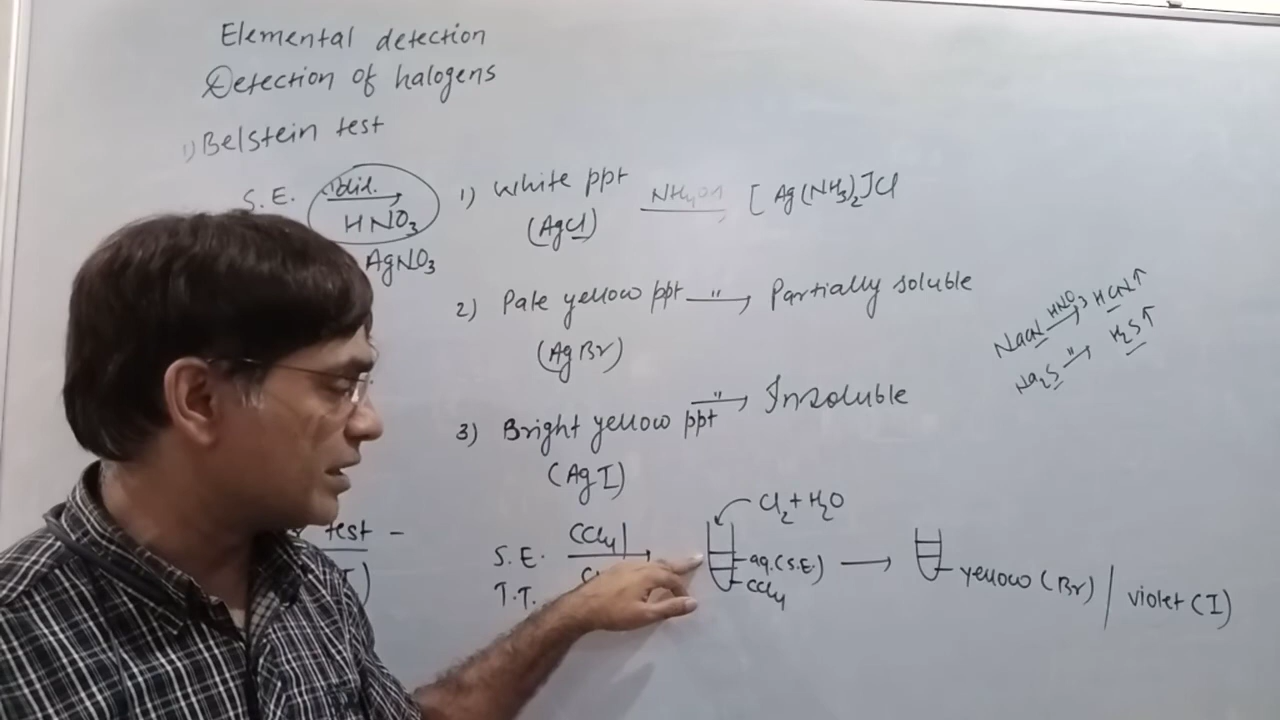 Elemental detection
Detection of halogens
1) Belstein test
S.E. dil. HNO3 AgNO3
1) White ppt NH4OH [Ag(NH3)2]Cl
(AgCl)
2) Pale yellow ppt —"→ Partially soluble
(AgBr)
NaCN HNO3→ HCN↑
Na2S "→ H2S↑
3) Bright yellow ppt "→ Insoluble
(AgI)
test –
S.E. CCl4| →
T.T.
Cl2+H2O
aq.(S.E.) →
CCl4
yellow (Br) / violet (I)